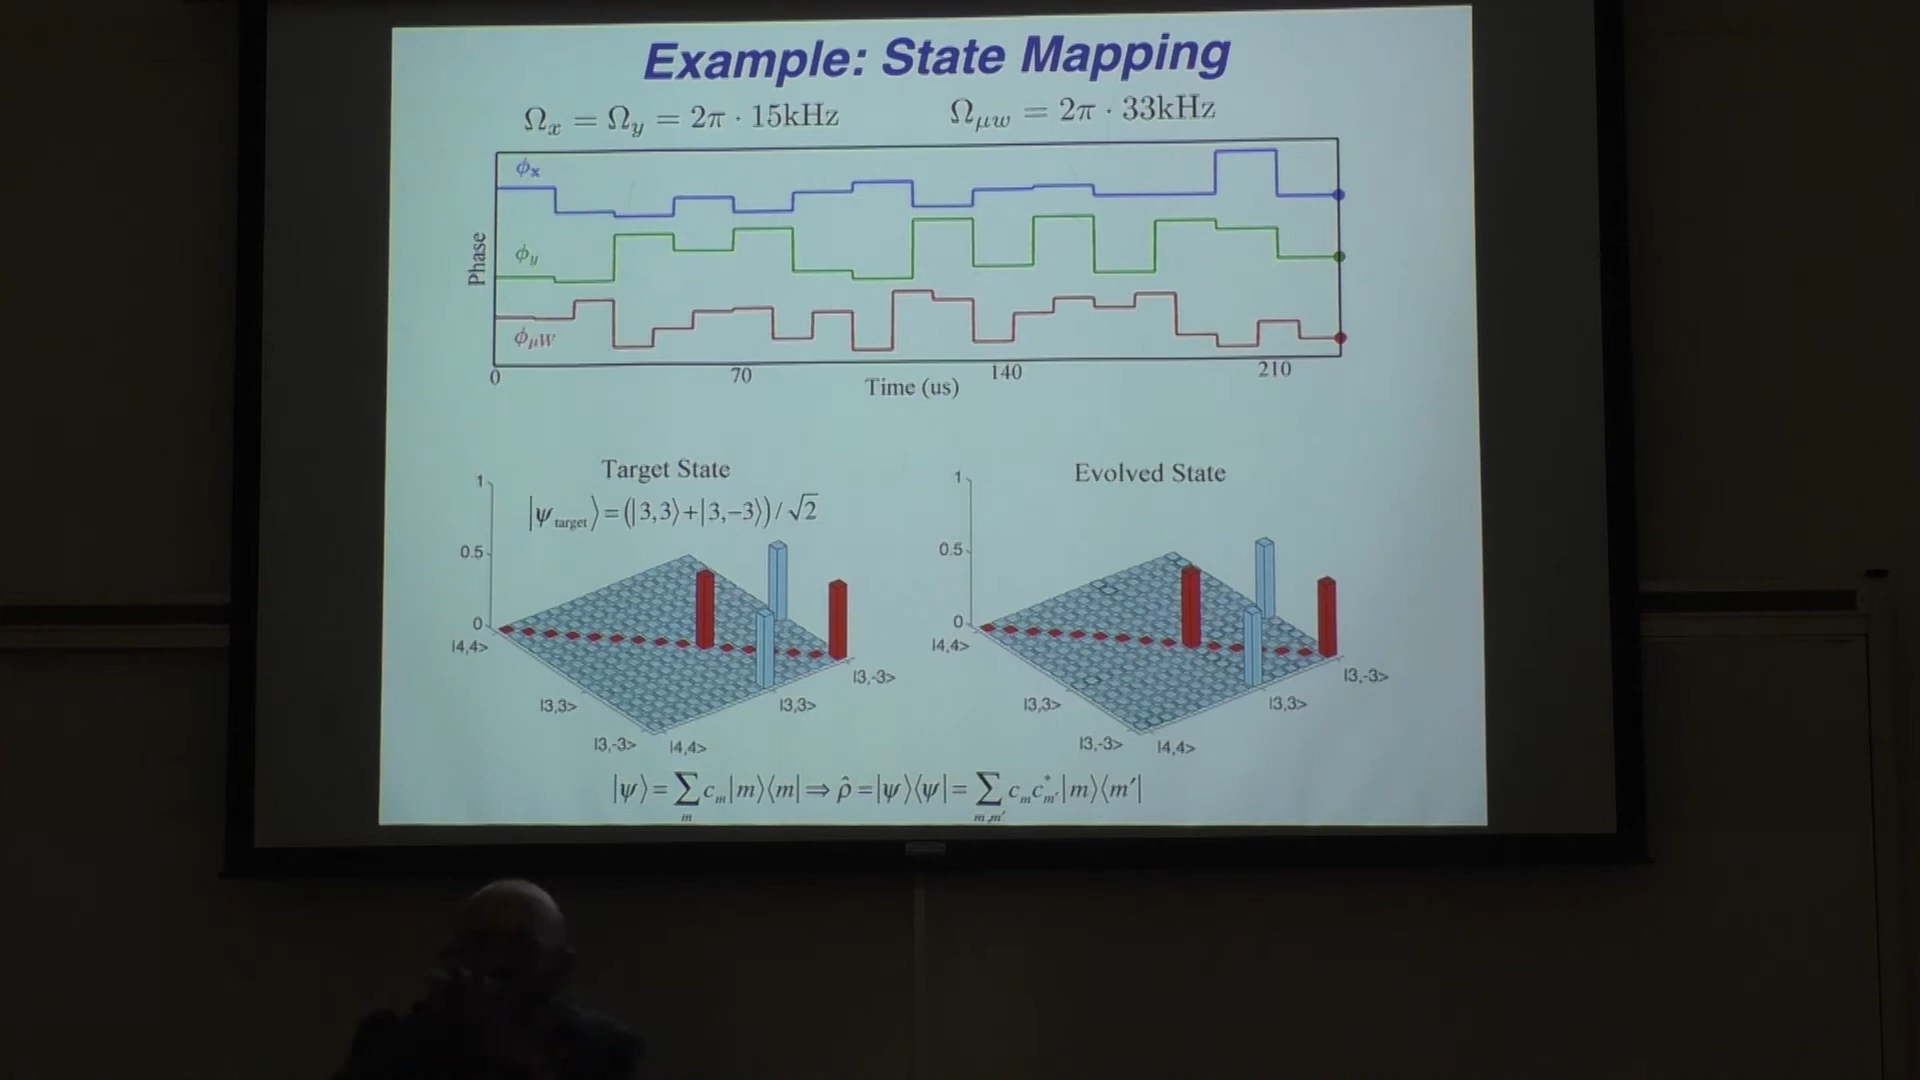 Example: State Mapping
Ωx = Ωy = 2π · 15kHz
Ωμw = 2π · 33kHz
ϕx
ϕy
ϕμW
Phase
0 70 140 210
Time (us)
Target State
|ψtarget⟩=(|3,3⟩+|3,−3⟩)/√2
1
0.5
0
|4,4>
|3,3>
|3,-3>
|4,4>
|3,3>
|3,-3>
Evolved State
1
0.5
0
|4,4>
|3,3>
|3,-3>
|4,4>
|3,3>
|3,-3>
|ψ⟩=∑m cm|m⟩⟨m|⇒ρ̂=|ψ⟩⟨ψ|=∑m,m′ cmc*m′|m⟩⟨m′|